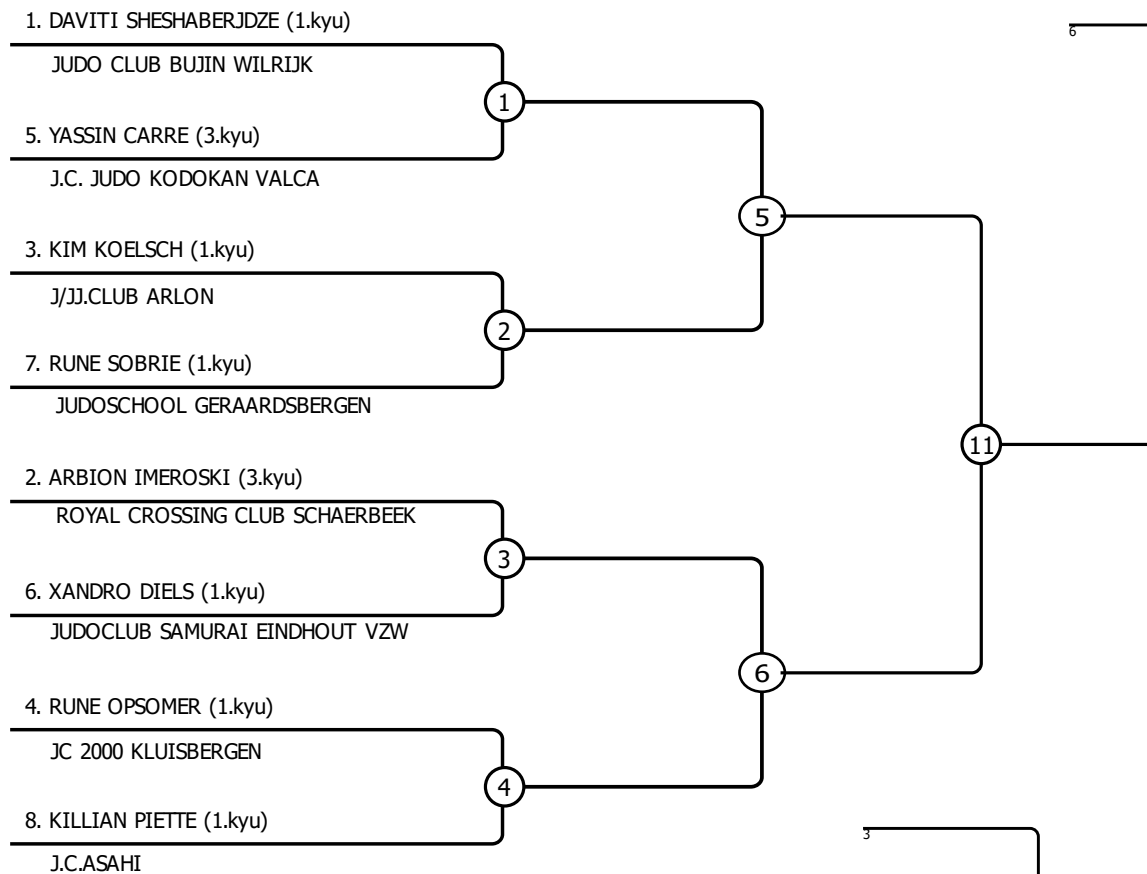 1. DAVITI SHESHABERJDZE (1.kyu)
6
JUDO CLUB BUJIN WILRIJK
1
5. YASSIN CARRE (3.kyu)
J.C. JUDO KODOKAN VALCA
5
3. KIM KOELSCH (1.kyu)
J/JJ.CLUB ARLON
2
7. RUNE SOBRIE (1.kyu)
JUDOSCHOOL GERAARDSBERGEN
11
2. ARBION IMEROSKI (3.kyu)
ROYAL CROSSING CLUB SCHAERBEEK
3
6. XANDRO DIELS (1.kyu)
JUDOCLUB SAMURAI EINDHOUT VZW
6
4. RUNE OPSOMER (1.kyu)
JC 2000 KLUISBERGEN
4
8. KILLIAN PIETTE (1.kyu)
3
J.C.ASAHI